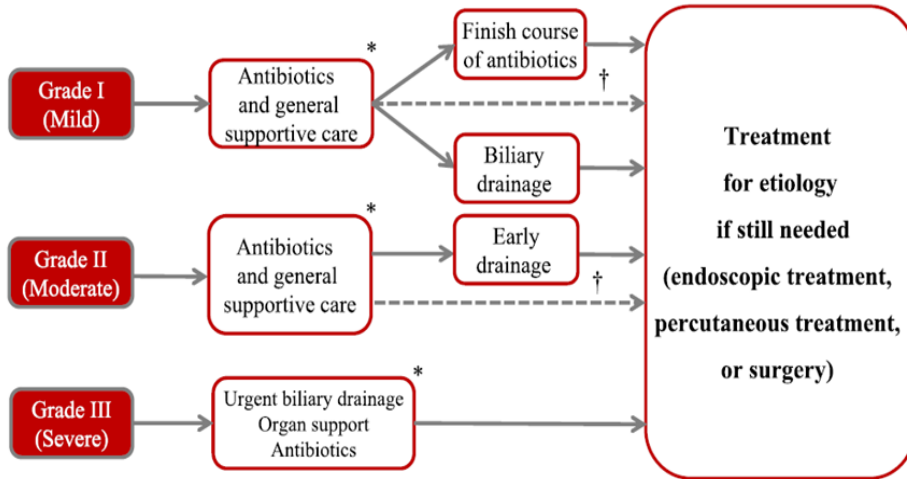 Grade I
(Mild)
*
Antibiotics
and general
supportive care
Finish course
of antibiotics
†
Biliary
drainage
Grade II
(Moderate)
*
Antibiotics
and general
supportive care
Early
drainage
†
Grade III
(Severe)
*
Urgent biliary drainage
Organ support
Antibiotics
Treatment
for etiology
if still needed
(endoscopic treatment,
percutaneous treatment,
or surgery)